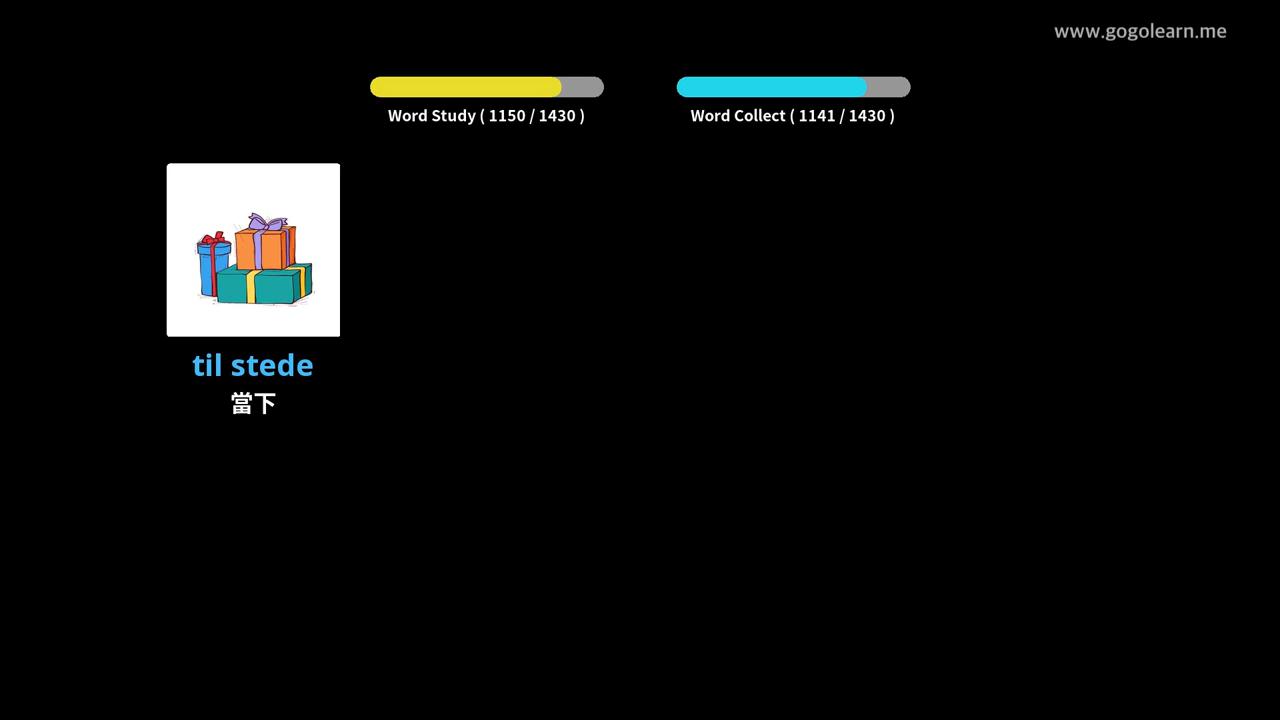 www.gogolearn.me
Word Study ( 1150 / 1430 )
Word Collect ( 1141 / 1430 )
til stede
當下